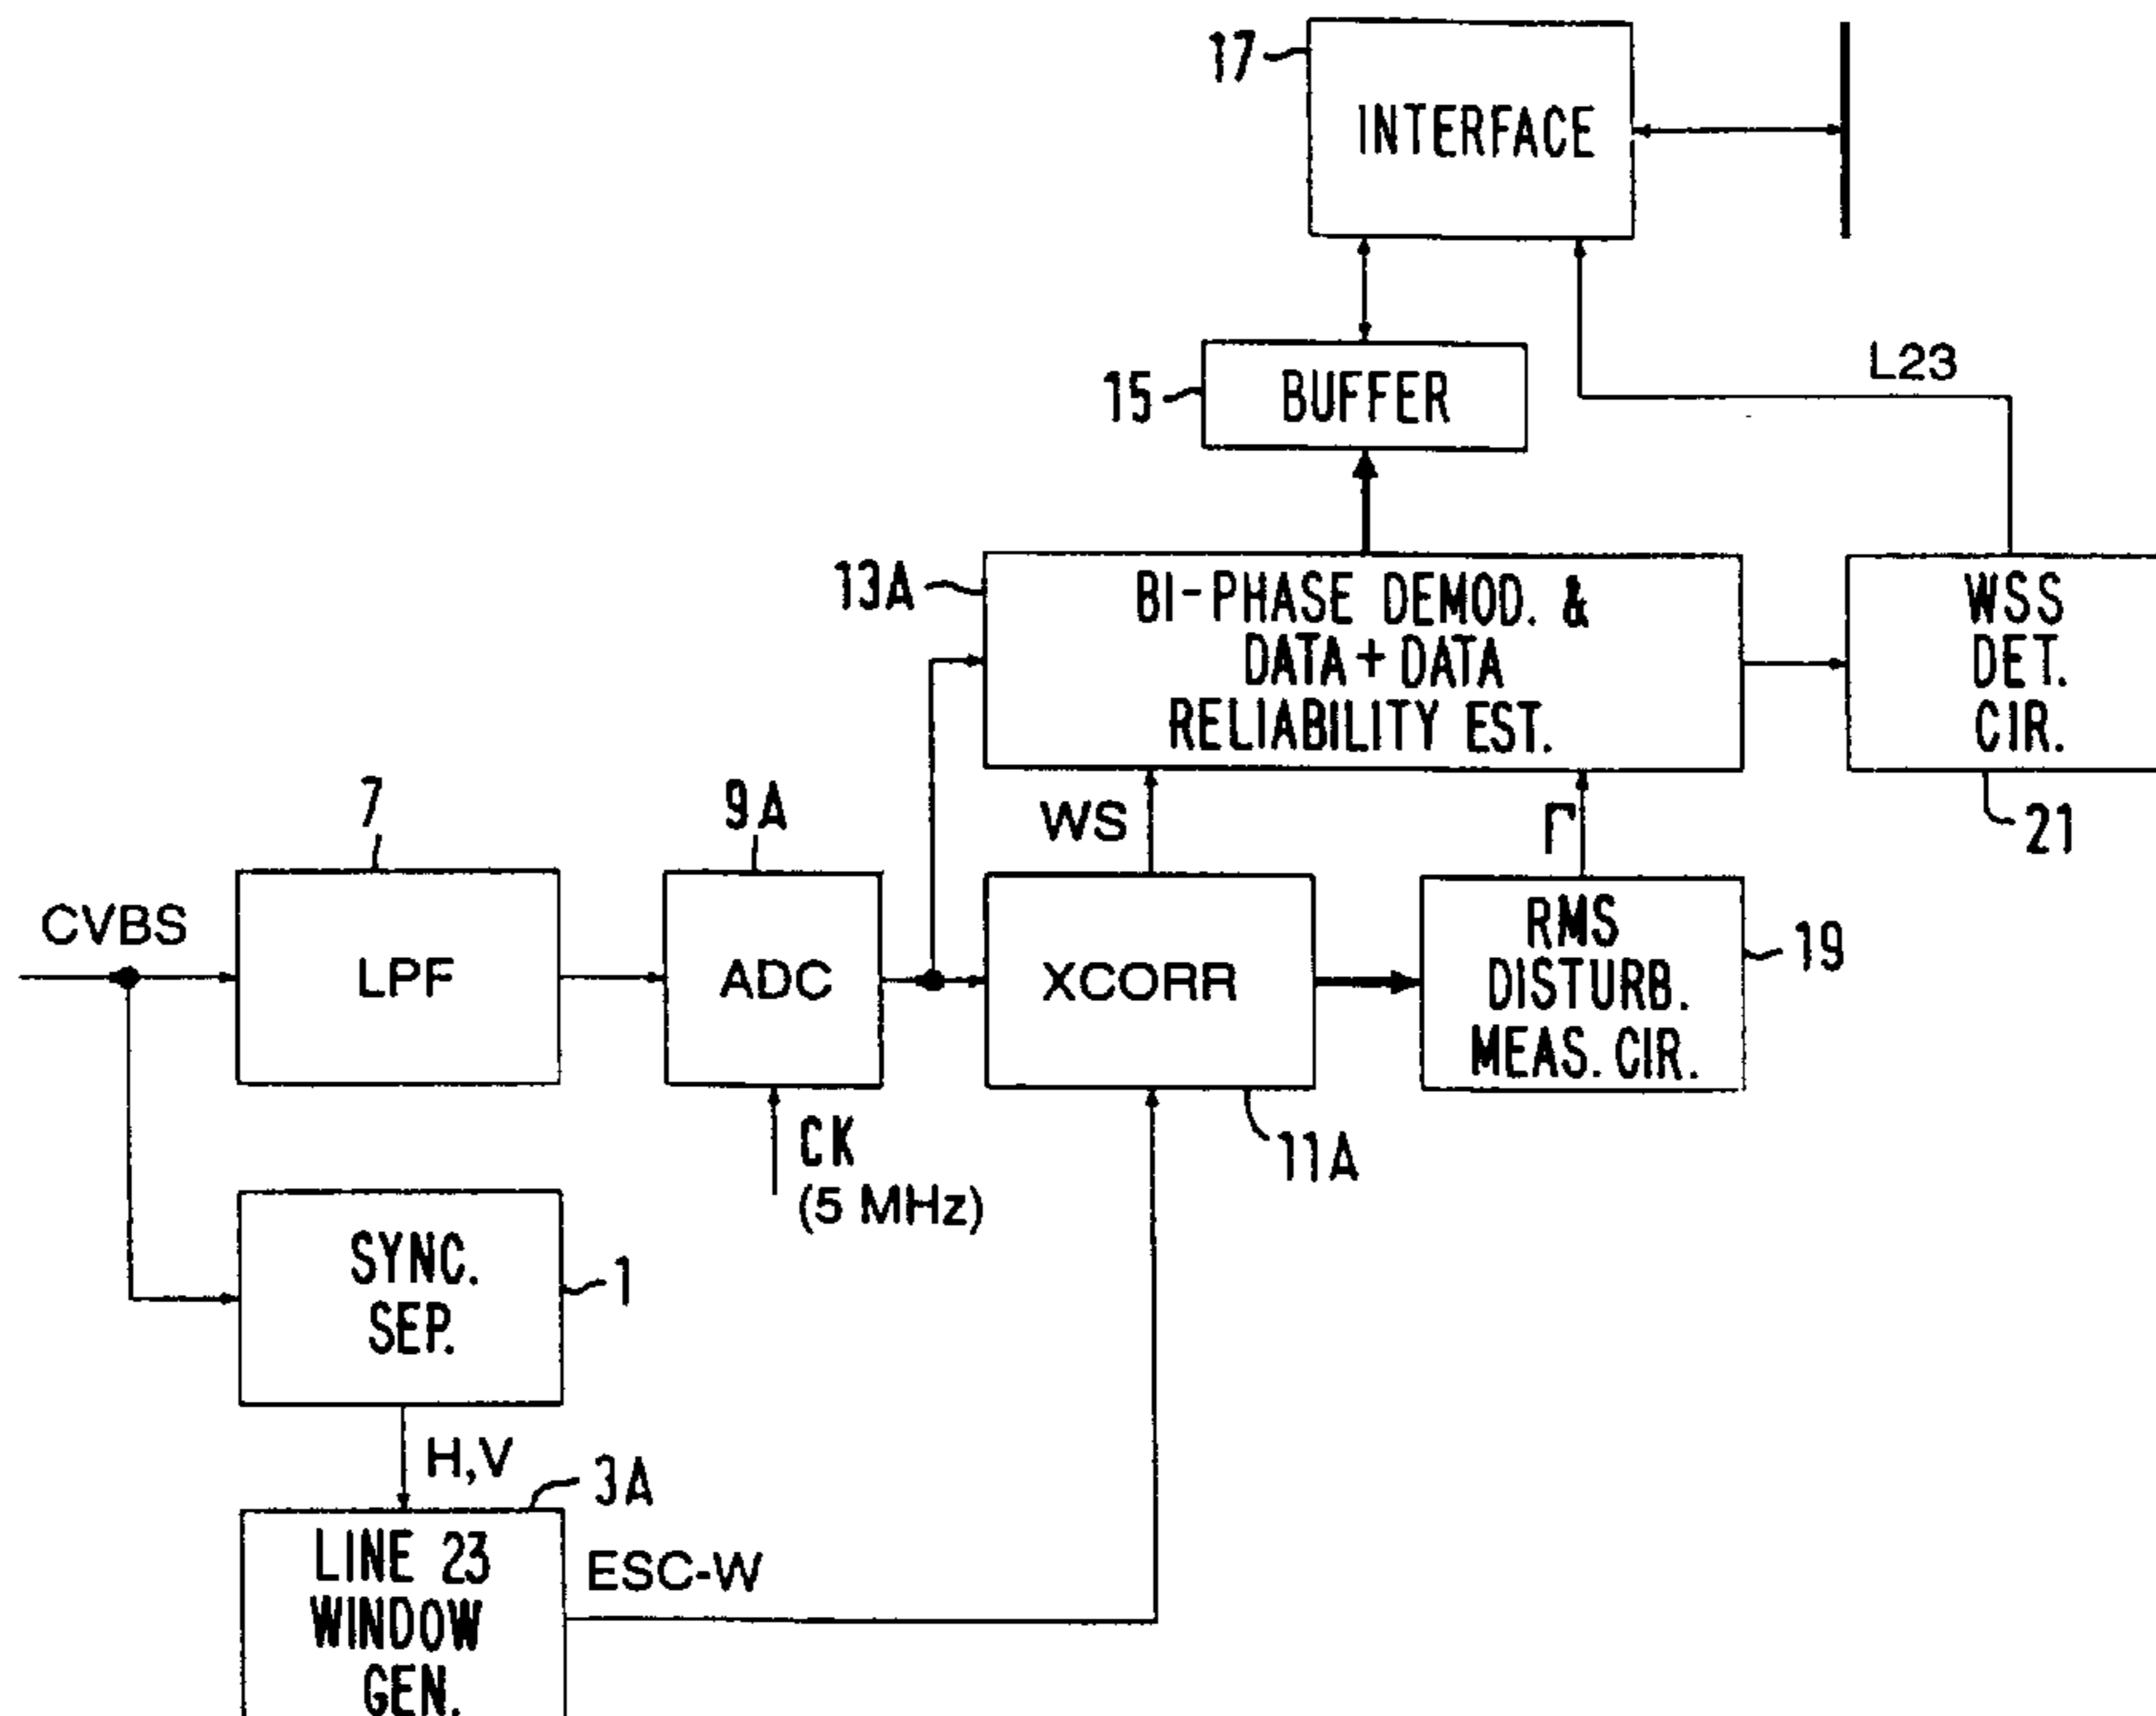 17
INTERFACE
L23
15
BUFFER
13A
BI-PHASE DEMOD. &
DATA + DATA
RELIABILITY EST.
WSS
DET.
CIR.
21
7
9A
WS
Γ
CVBS
LPF
ADC
XCORR
RMS
DISTURB.
MEAS. CIR.
19
CK
(5 MHz)
11A
SYNC.
SEP.
1
H,V
3A
LINE 23
WINDOW
GEN.
ESC-W